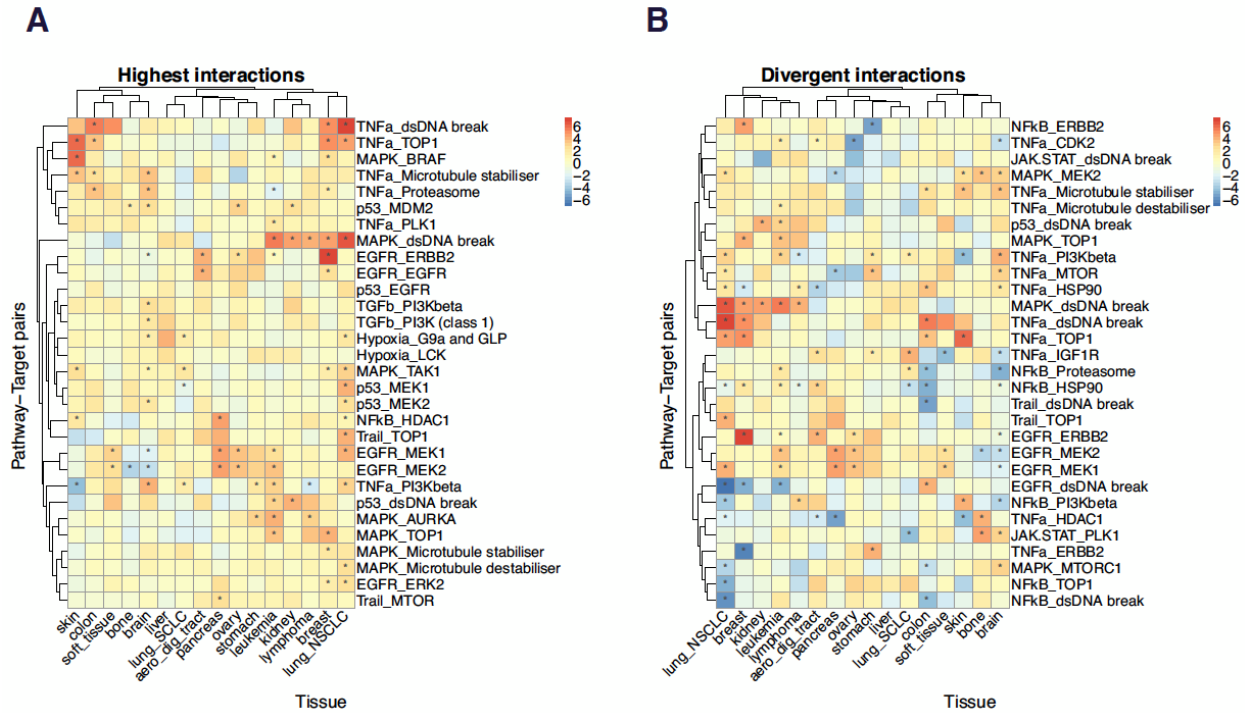 A
B
Highest interactions
Divergent interactions
TNFa_dsDNA break
TNFa_TOP1
MAPK_BRAF
TNFa_Microtubule stabiliser
TNFa_Proteasome
p53_MDM2
TNFa_PLK1
MAPK_dsDNA break
EGFR_ERBB2
EGFR_EGFR
p53_EGFR
TGFb_PI3Kbeta
TGFb_PI3K (class 1)
Hypoxia_G9a and GLP
Hypoxia_LCK
MAPK_TAK1
p53_MEK1
p53_MEK2
NFkB_HDAC1
Trail_TOP1
EGFR_MEK1
EGFR_MEK2
TNFa_PI3Kbeta
p53_dsDNA break
MAPK_AURKA
MAPK_TOP1
MAPK_Microtubule stabiliser
MAPK_Microtubule destabiliser
EGFR_ERK2
Trail_MTOR
6
4
2
0
−2
−4
−6
Pathway−Target pairs
skin
colon
soft_tissue
bone
brain
liver
lung_SCLC
aero_dig_tract
pancreas
ovary
stomach
leukemia
kidney
lymphoma
breast
lung_NSCLC
Tissue
NFkB_ERBB2
TNFa_CDK2
JAK.STAT_dsDNA break
MAPK_MEK2
TNFa_Microtubule stabiliser
TNFa_Microtubule destabiliser
p53_dsDNA break
MAPK_TOP1
TNFa_PI3Kbeta
TNFa_MTOR
TNFa_HSP90
MAPK_dsDNA break
TNFa_dsDNA break
TNFa_TOP1
TNFa_IGF1R
NFkB_Proteasome
NFkB_HSP90
Trail_dsDNA break
Trail_TOP1
EGFR_ERBB2
EGFR_MEK2
EGFR_MEK1
EGFR_dsDNA break
NFkB_PI3Kbeta
TNFa_HDAC1
JAK.STAT_PLK1
TNFa_ERBB2
MAPK_MTORC1
NFkB_TOP1
NFkB_dsDNA break
6
4
2
0
−2
−4
−6
Pathway−Target pairs
lung_NSCLC
breast
kidney
leukemia
lymphoma
aero_dig_tract
pancreas
ovary
stomach
liver
lung_SCLC
colon
soft_tissue
skin
bone
brain
Tissue